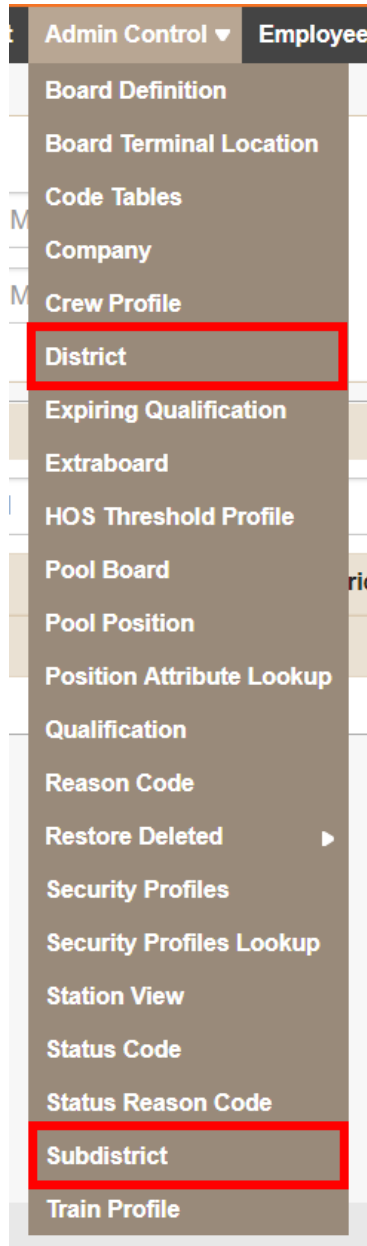 Admin Control ▼ Employee
Board Definition
Board Terminal Location
Code Tables
Company
Crew Profile
District
Expiring Qualification
Extraboard
HOS Threshold Profile
Pool Board
Pool Position
Position Attribute Lookup
Qualification
Reason Code
Restore Deleted ▶
Security Profiles
Security Profiles Lookup
Station View
Status Code
Status Reason Code
Subdistrict
Train Profile